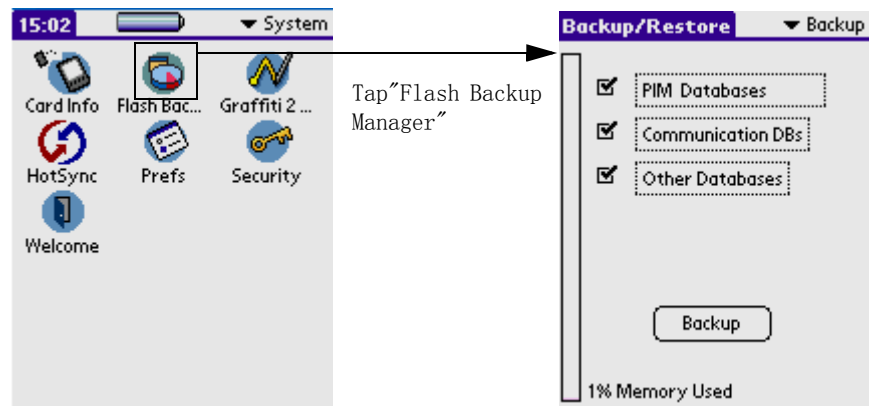 15:02
System
Card Info
Flash Bac...
Graffiti 2 ...
HotSync
Prefs
Security
Welcome
Tap"Flash Backup
Manager"
Backup/Restore
Backup
PIM Databases
Communication DBs
Other Databases
Backup
1% Memory Used